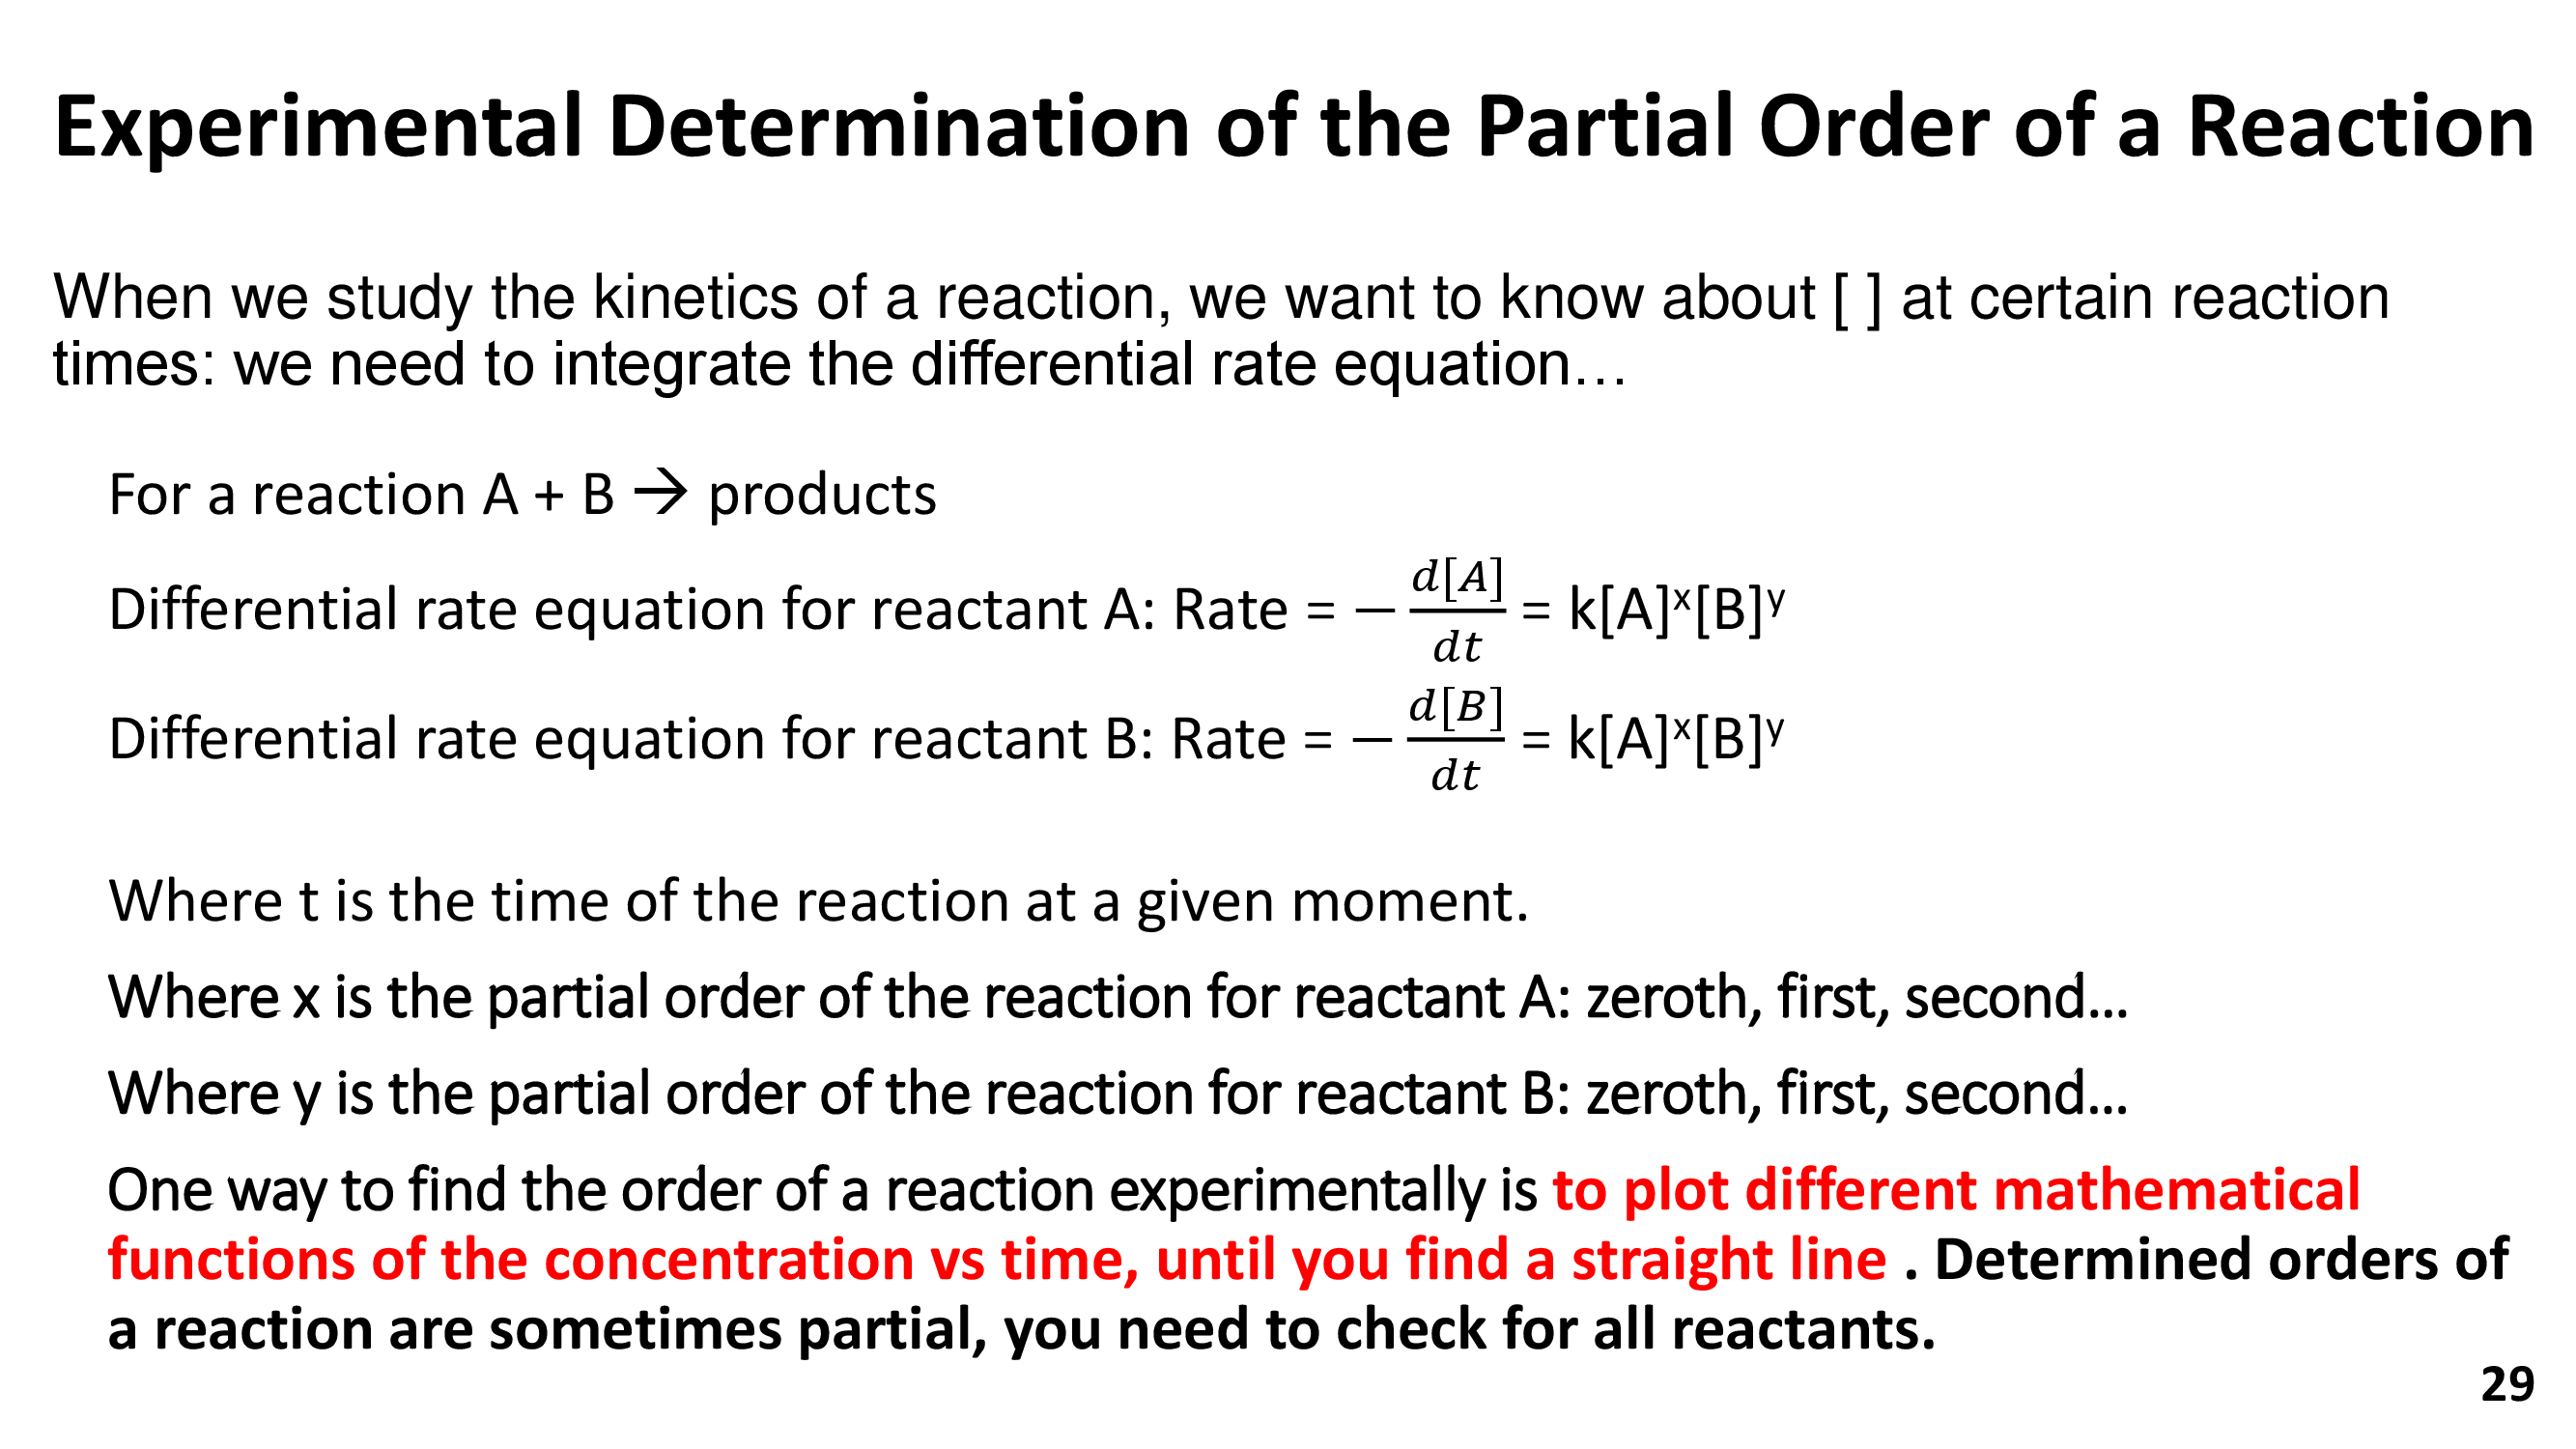 Experimental Determination of the Partial Order of a Reaction
When we study the kinetics of a reaction, we want to know about [ ] at certain reaction
times: we need to integrate the differential rate equation…
For a reaction A + B → products
Differential rate equation for reactant A: Rate = − d[A]/dt = k[A]ˣ[B]ʸ
Differential rate equation for reactant B: Rate = − d[B]/dt = k[A]ˣ[B]ʸ
Where t is the time of the reaction at a given moment.
Where x is the partial order of the reaction for reactant A: zeroth, first, second…
Where y is the partial order of the reaction for reactant B: zeroth, first, second…
One way to find the order of a reaction experimentally is to plot different mathematical
functions of the concentration vs time, until you find a straight line . Determined orders of
a reaction are sometimes partial, you need to check for all reactants.
29